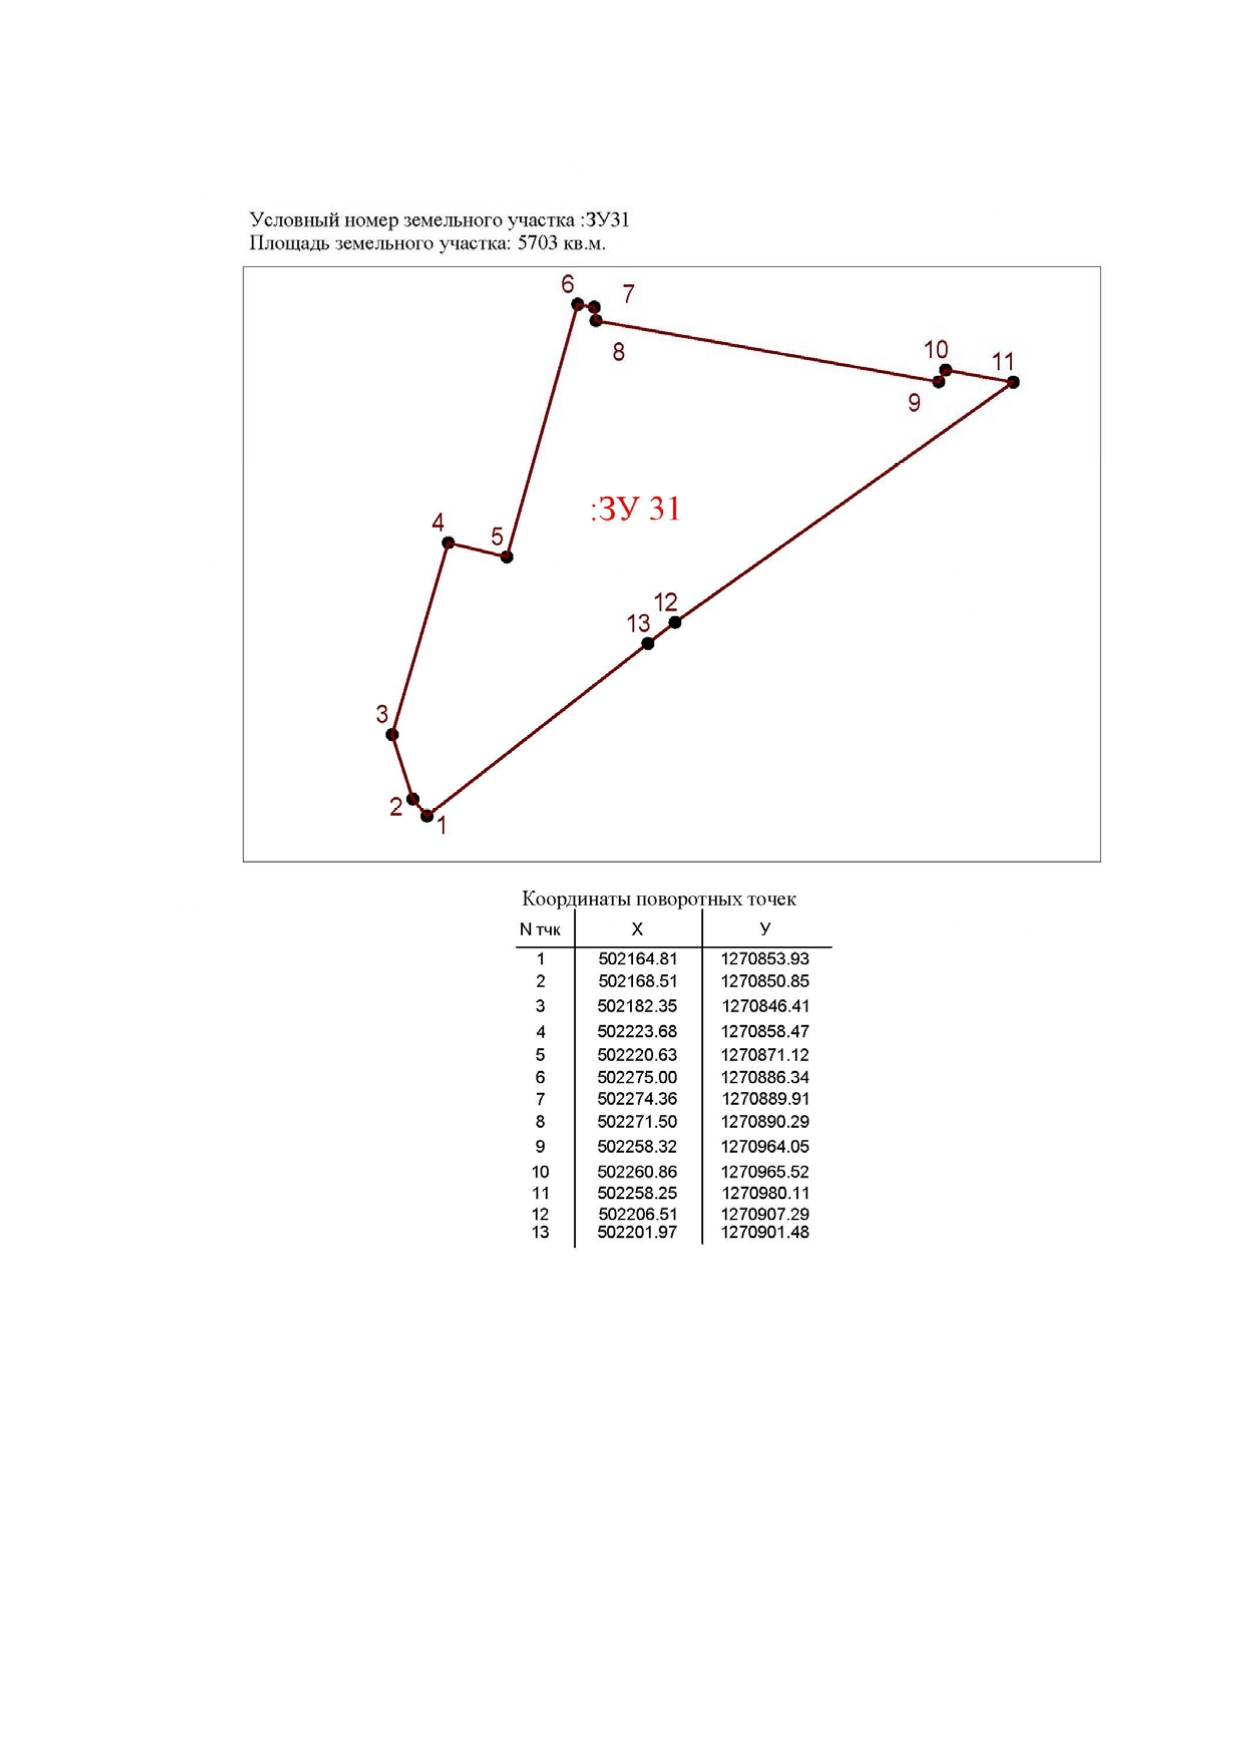 Условный номер земельного участка :ЗУ31
Площадь земельного участка: 5703 кв.м.
6
7
8
10
11
9
:ЗУ 31
4
5
12
13
3
2
1
Координаты поворотных точек
N тчк X У
1 502164.81 1270853.93
2 502168.51 1270850.85
3 502182.35 1270846.41
4 502223.68 1270858.47
5 502220.63 1270871.12
6 502275.00 1270886.34
7 502274.36 1270889.91
8 502271.50 1270890.29
9 502258.32 1270964.05
10 502260.86 1270965.52
11 502258.25 1270980.11
12 502206.51 1270907.29
13 502201.97 1270901.48